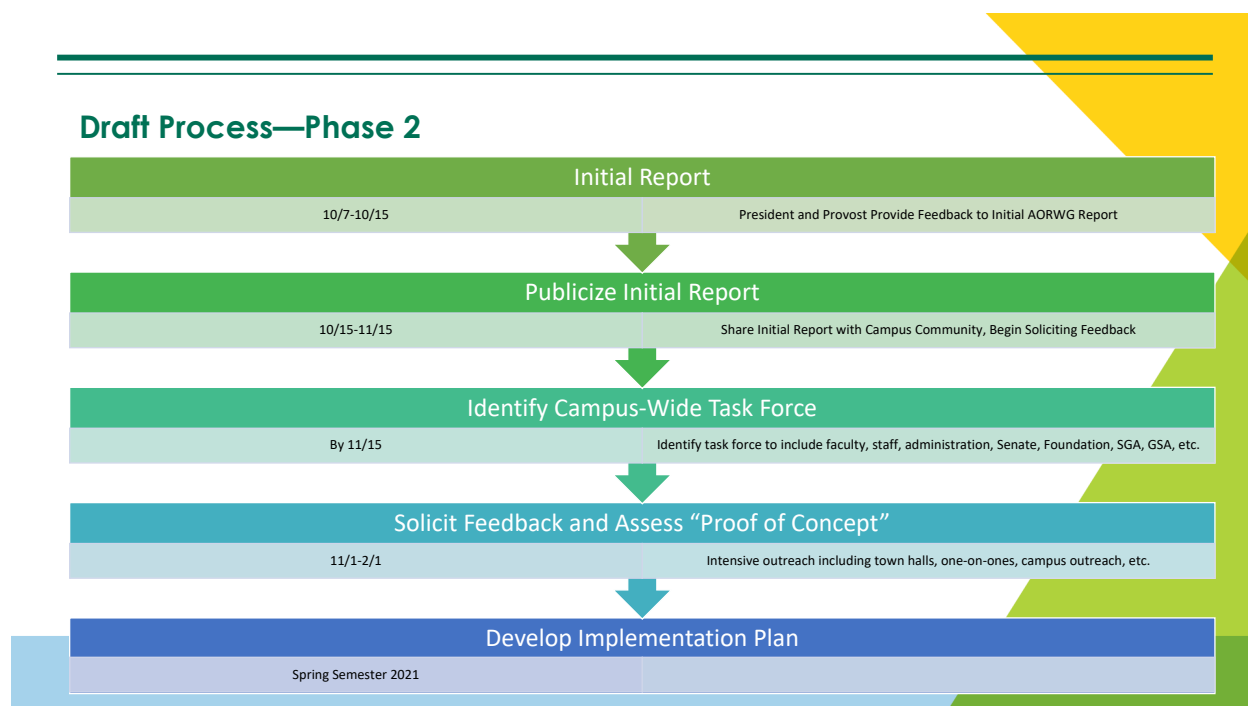 Draft Process—Phase 2
Initial Report
10/7-10/15
President and Provost Provide Feedback to Initial AORWG Report
Publicize Initial Report
10/15-11/15
Share Initial Report with Campus Community, Begin Soliciting Feedback
Identify Campus-Wide Task Force
By 11/15
Identify task force to include faculty, staff, administration, Senate, Foundation, SGA, GSA, etc.
Solicit Feedback and Assess “Proof of Concept”
11/1-2/1
Intensive outreach including town halls, one-on-ones, campus outreach, etc.
Develop Implementation Plan
Spring Semester 2021